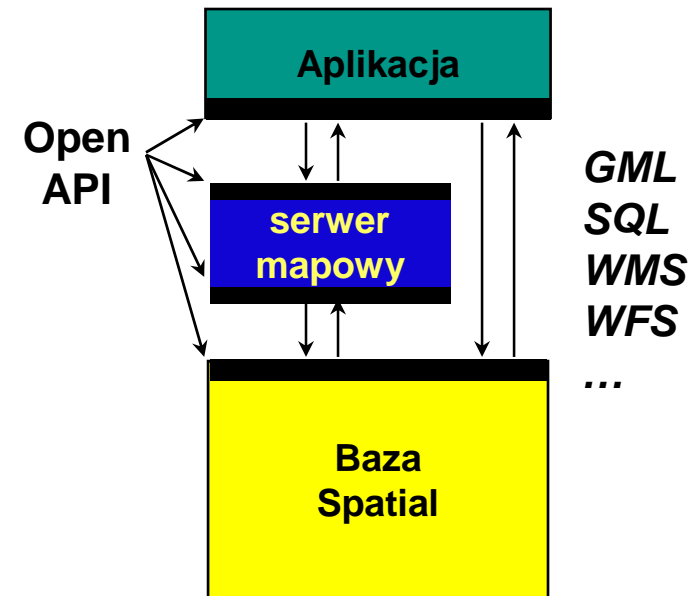 Aplikacja
Open
API
serwer
mapowy
GML
SQL
WMS
WFS
…
Baza
Spatial